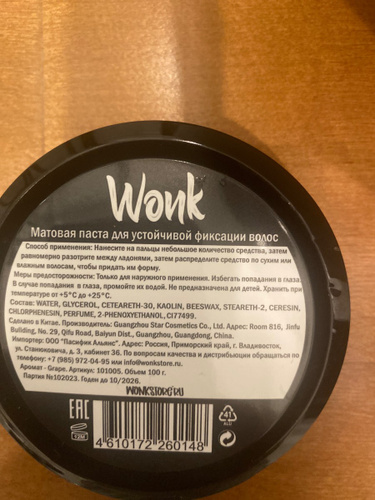 Wonk
Матовая паста для устойчивой фиксации волос
Способ применения: Нанесите на пальцы небольшое количество средства, затем
равномерно разотрите между ладонями, затем распределите средство по сухим или
влажным волосам, чтобы придать им форму.
Меры предосторожности: Только для наружного применения. Избегать попадания в глаза.
В случае попадания в глаза, промойте их водой. Не предназначена для детей. Хранить при
температуре от +5°C до +25°C.
Состав: WATER, GLYCEROL, CETEARETH-30, KAOLIN, BEESWAX, STEARETH-2, CERESIN,
CHLORPHENESIN, PERFUME, 2-PHENOXYETHANOL, CI77499.
Сделано в Китае. Производитель: Guangzhou Star Cosmetics Co., Ltd. Адрес: Room 816, Jinfu
Building, No. 29, Qifu Road, Baiyun Dist., Guangzhou, Guangdong, China.
Импортер: ООО "Пасифик Альянс". Адрес: Россия, Приморский край, г. Владивосток,
ул. Станюковича, д. 3, кабинет 36. По вопросам качества и дистрибьюции обращаться по
телефону: +7 (985) 972-04-95 или info@wonkstore.ru.
Аромат - Grape. Артикул: 101005. Объем 100 г.
Партия №102023. Годен до 10/2026.
WONKSTORE.RU
EAC
12M
41
ALU
4 610172 260148